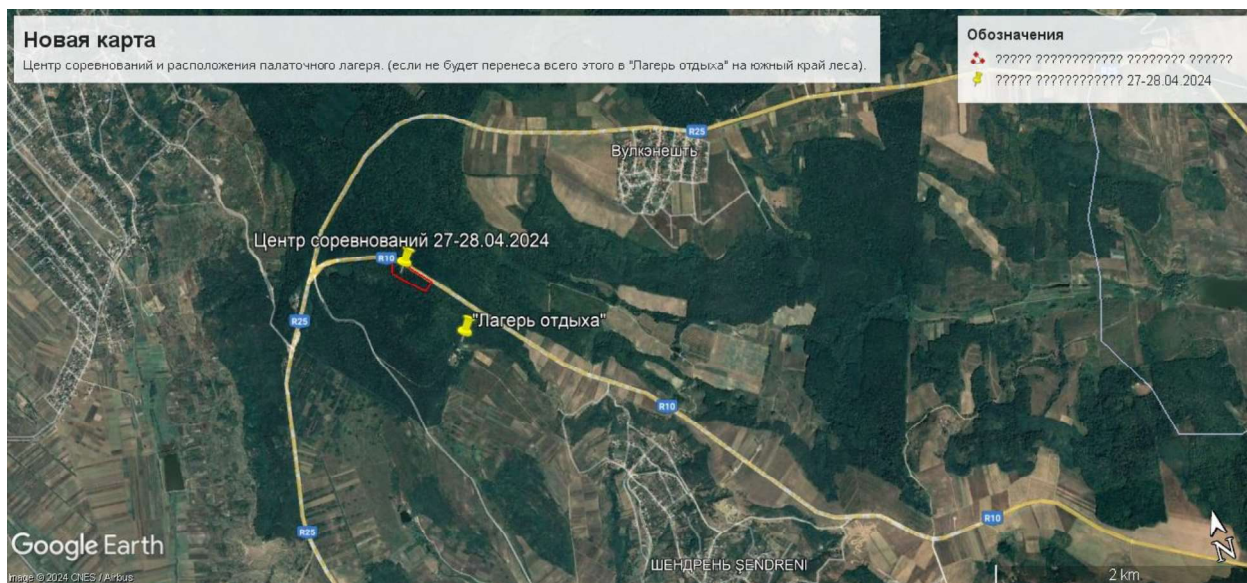 Новая карта
Центр соревнований и расположения палаточного лагеря. (если не будет перенеса всего этого в "Лагерь отдыха" на южный край леса).
Обозначения
????? ???????????? ???????? ??????
????? ???????????? 27-28.04.2024
R25
Вулкэнешть
Центр соревнований 27-28.04.2024
R10
R25
"Лагерь отдыха"
R10
R25
R10
ШЕНДРЕНЬ ȘENDRENI
Google Earth
Image © 2024 CNES / Airbus
2 km
N